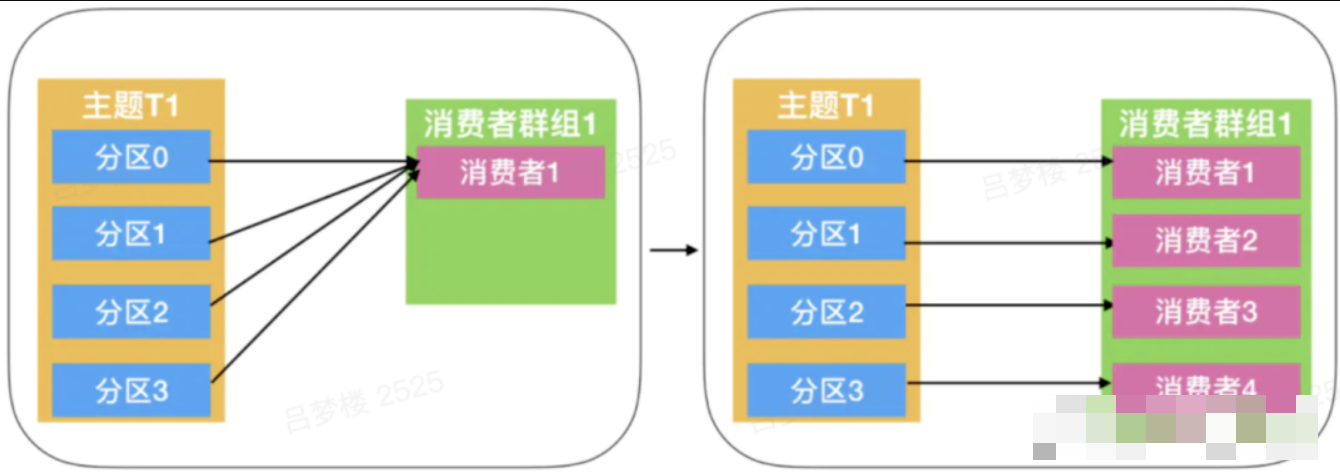 主题T1
分区0
分区1
分区2
分区3
消费者群组1
消费者1
吕梦楼 2525
2525
主题T1
分区0
分区1
分区2
分区3
消费者群组1
消费者1
消费者2
消费者3
消费者4
吕梦楼